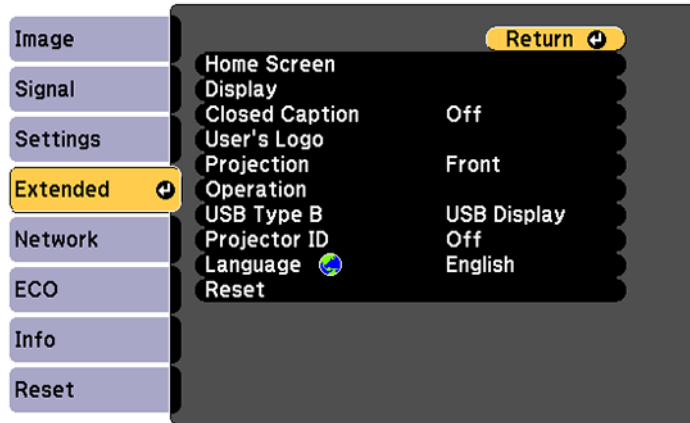 Image
Signal
Settings
Extended
Network
ECO
Info
Reset
Return
Home Screen
Display
Closed Caption Off
User's Logo
Projection Front
Operation
USB Type B USB Display
Projector ID Off
Language English
Reset